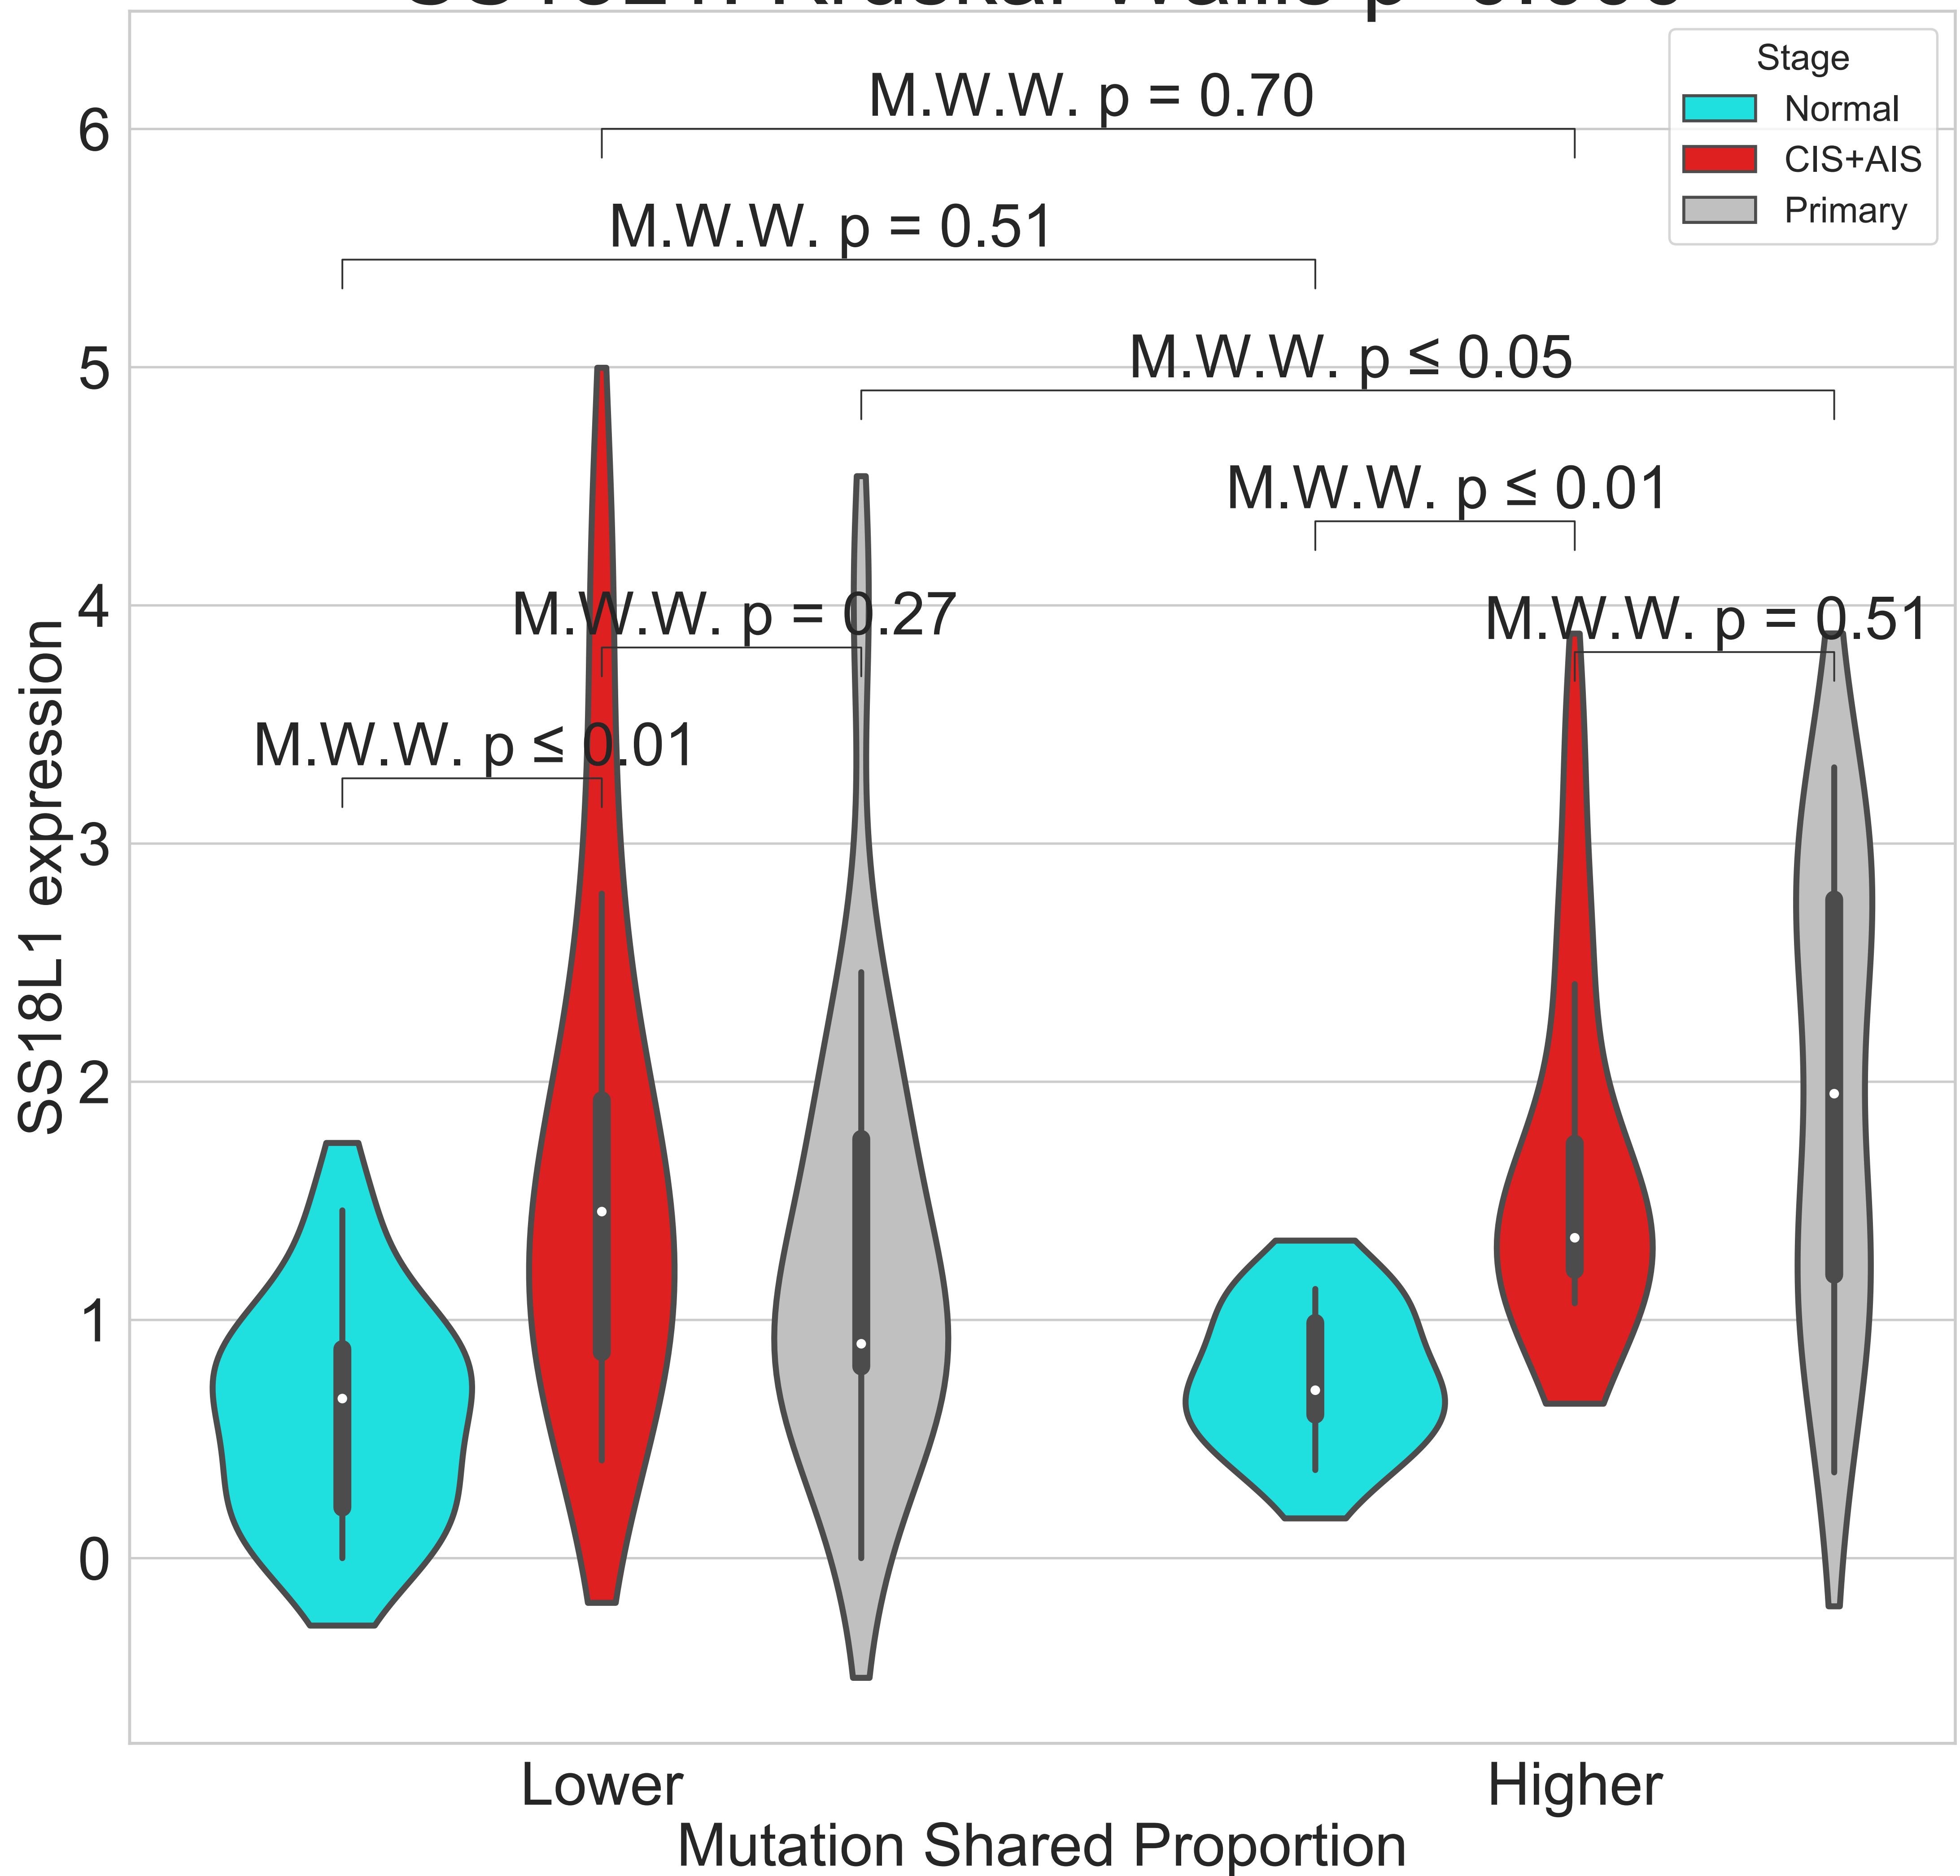 Stage
Normal
CIS+AIS
Primary
M.W.W. p = 0.70
M.W.W. p = 0.51
M.W.W. p ≤ 0.05
M.W.W. p ≤ 0.01
M.W.W. p = 0.27
M.W.W. p = 0.51
M.W.W. p ≤ 0.01
SS18L1 expression
6
5
4
3
2
1
0
Lower
Higher
Mutation Shared Proportion